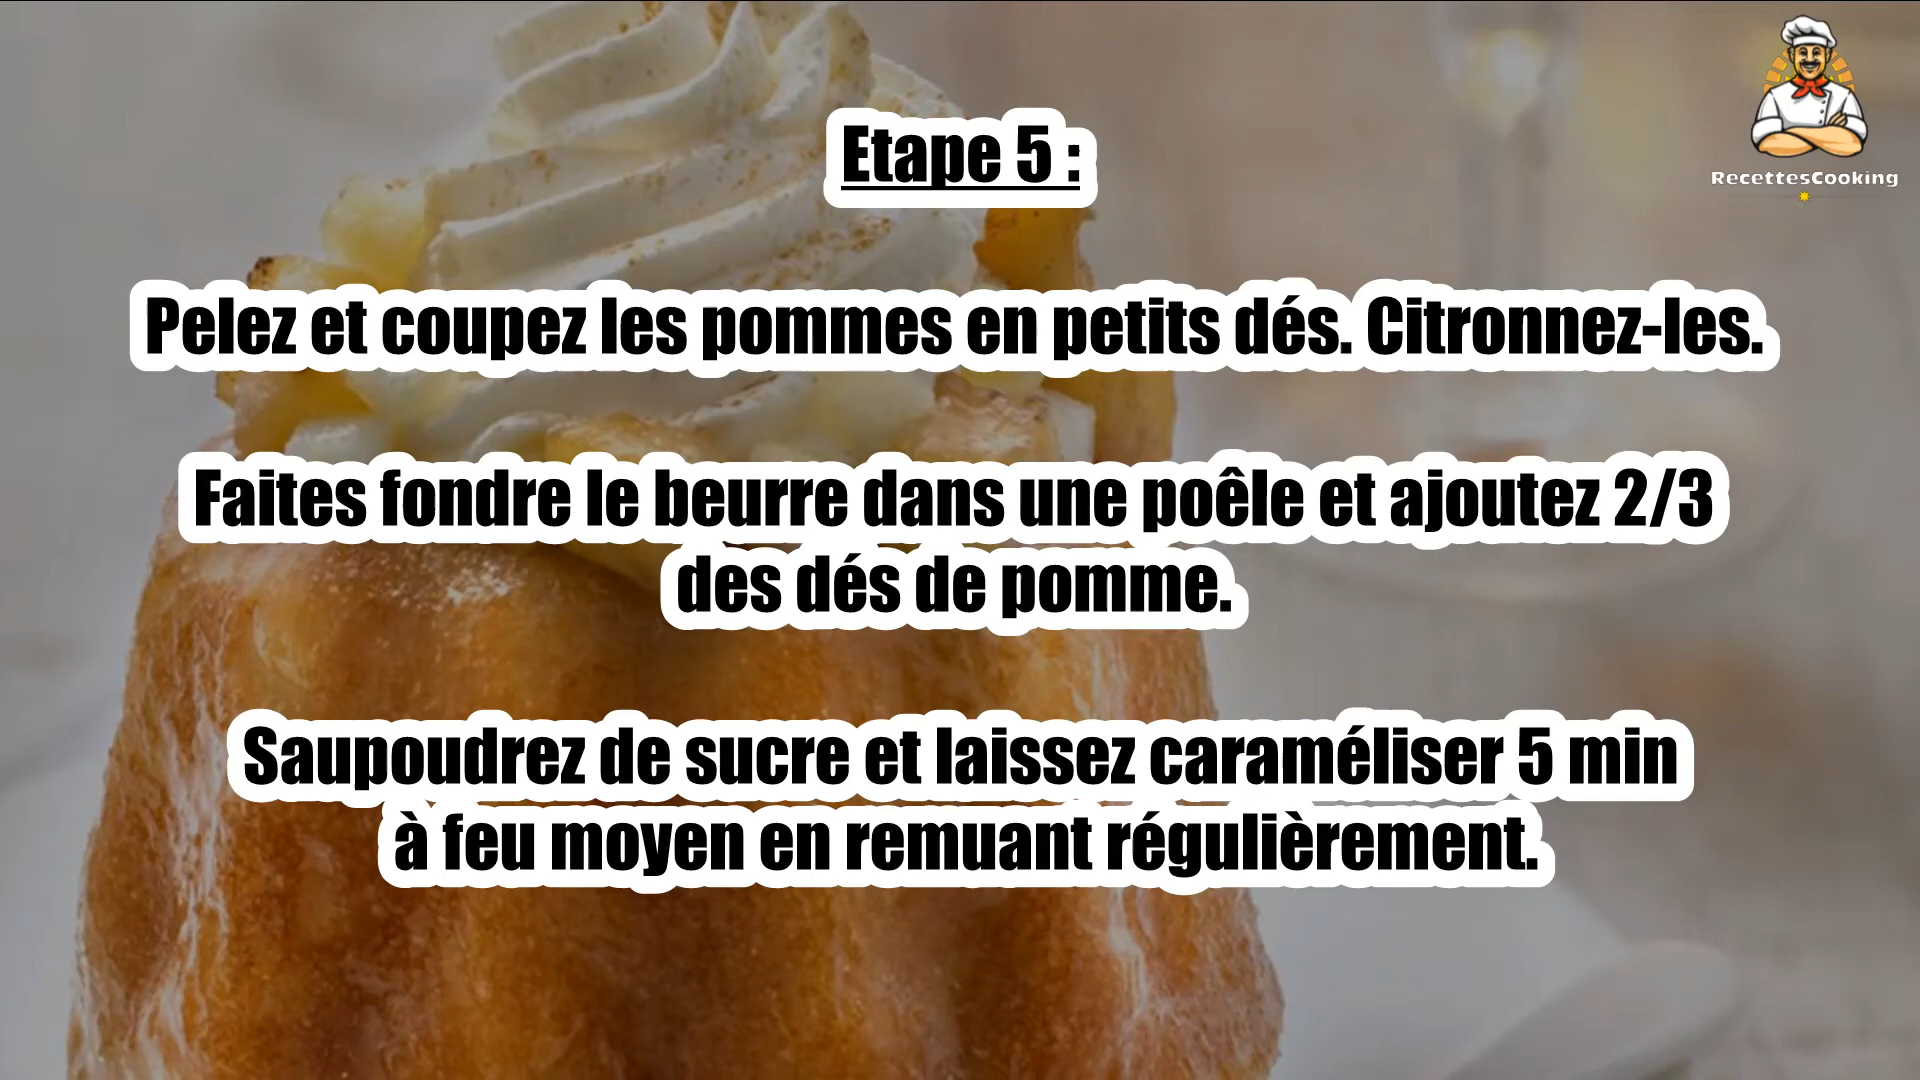 Etape 5 :
RecettesCooking
Pelez et coupez les pommes en petits dés. Citronnez-les.
Faites fondre le beurre dans une poêle et ajoutez 2/3
des dés de pomme.
Saupoudrez de sucre et laissez caraméliser 5 min
à feu moyen en remuant régulièrement.